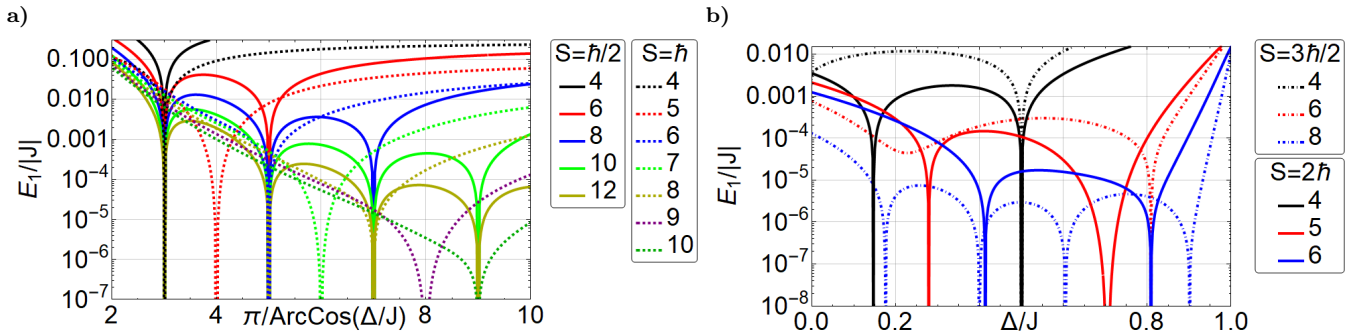 a)
E₁/|J|
0.100
0.010
0.001
10⁻⁴
10⁻⁵
10⁻⁶
10⁻⁷
2 4 6 8 10
π/ArcCos(Δ/J)
S=ℏ/2
4
6
8
10
12
S=ℏ
4
5
6
7
8
9
10
b)
E₁/|J|
0.010
0.001
10⁻⁴
10⁻⁵
10⁻⁶
10⁻⁷
10⁻⁸
0.0 0.2 Δ/J 0.8 1.0
S=3ℏ/2
4
6
8
S=2ℏ
4
5
6